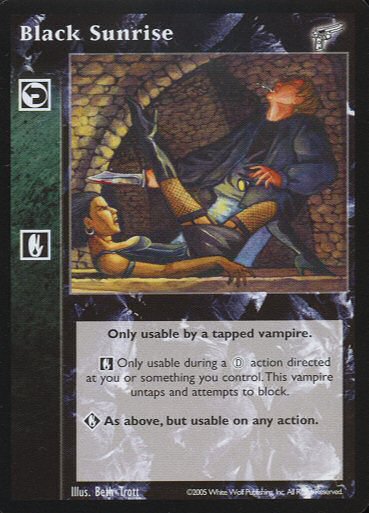 Black Sunrise
Only usable by a tapped vampire.
Only usable during a Ⓓ action directed
at you or something you control. This vampire
untaps and attempts to block.
As above, but usable on any action.
Illus. Beth Trott
©2005 White Wolf Publishing, Inc. All Rights Reserved.